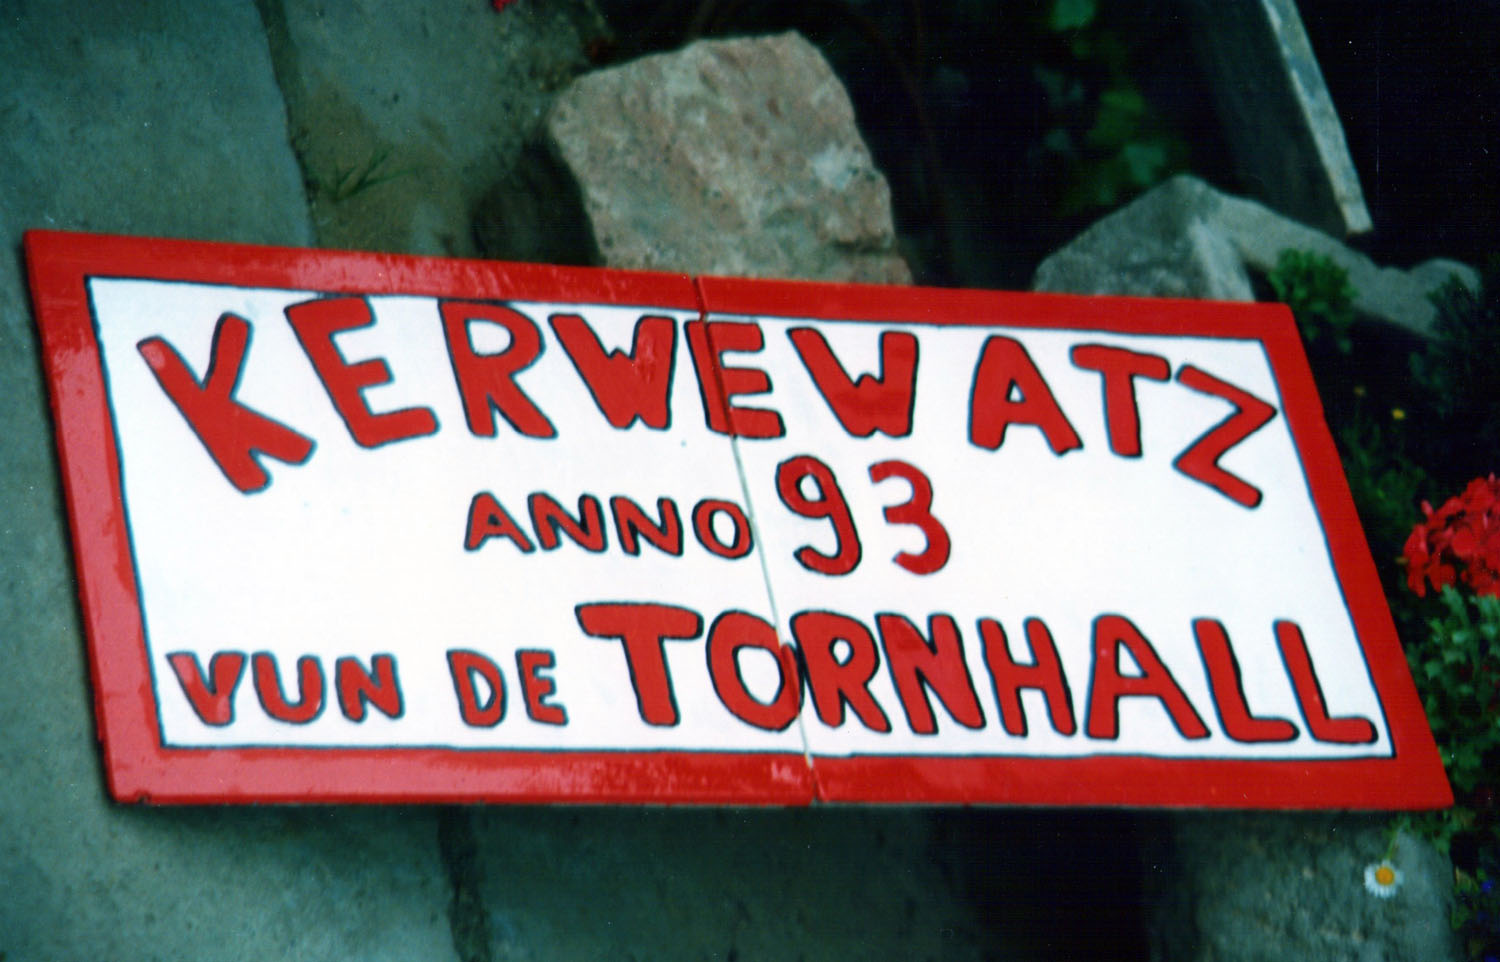 KERWEWATZ
ANNO 93
VUN DE TORNHALL